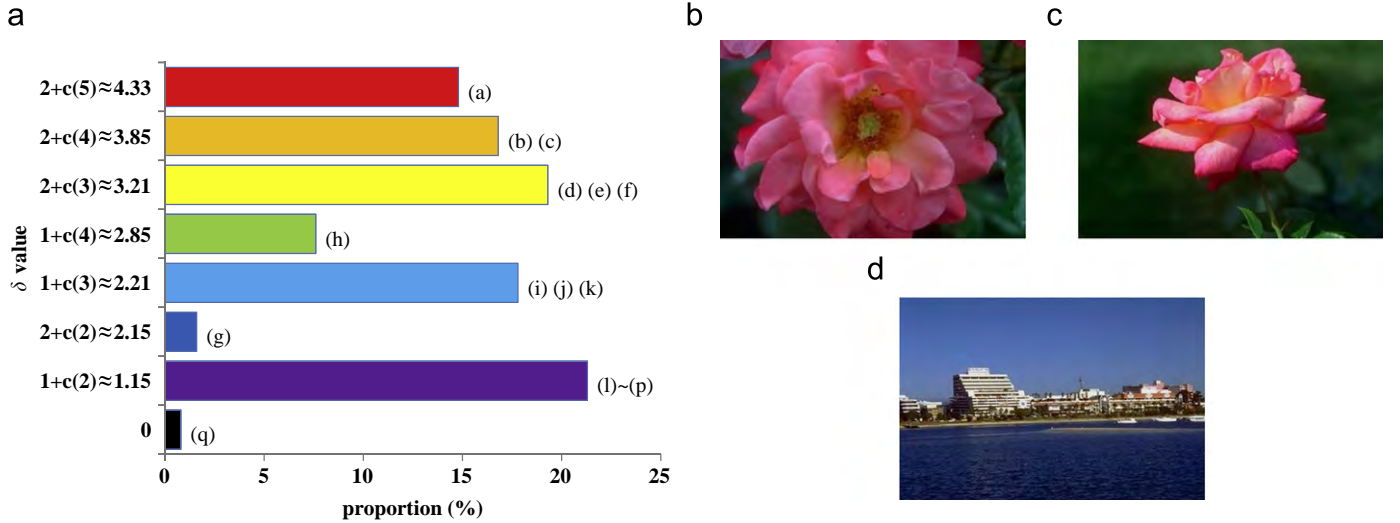 a
2+c(5)≈4.33
(a)
2+c(4)≈3.85
(b) (c)
2+c(3)≈3.21
(d) (e) (f)
1+c(4)≈2.85
(h)
1+c(3)≈2.21
(i) (j) (k)
2+c(2)≈2.15
(g)
1+c(2)≈1.15
(l)~(p)
0
(q)
δ value
0 5 10 15 20 25
proportion (%)
b
c
d